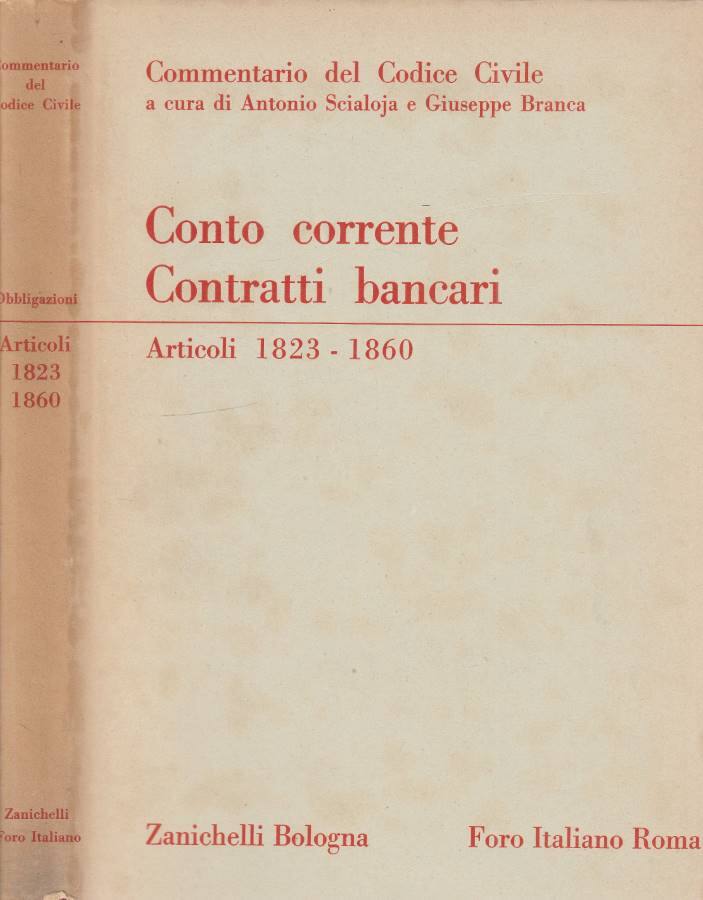 Commentario
del
Codice Civile
Obbligazioni
Articoli
1823
1860
Zanichelli
Foro Italiano
Commentario del Codice Civile
a cura di Antonio Scialoja e Giuseppe Branca
Conto corrente
Contratti bancari
Articoli 1823 - 1860
Zanichelli Bologna
Foro Italiano Roma